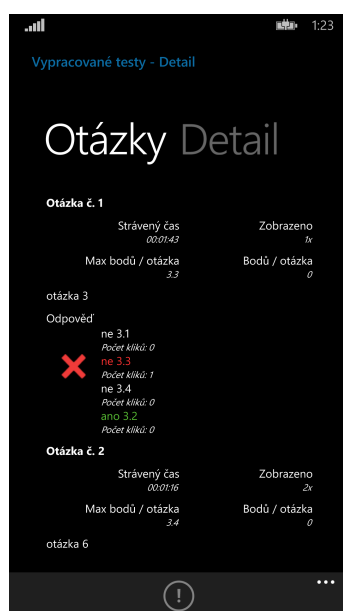 1:23
Vypracované testy - Detail
Otázky Detail
Otázka č. 1
Strávený čas Zobrazeno
00:01:43 1x
Max bodů / otázka Bodů / otázka
3.3 0
otázka 3
Odpověď
ne 3.1
Počet kliků: 0
ne 3.3
Počet kliků: 1
ne 3.4
Počet kliků: 0
ano 3.2
Počet kliků: 0
Otázka č. 2
Strávený čas Zobrazeno
00:01:16 2x
Max bodů / otázka Bodů / otázka
3.4 0
otázka 6